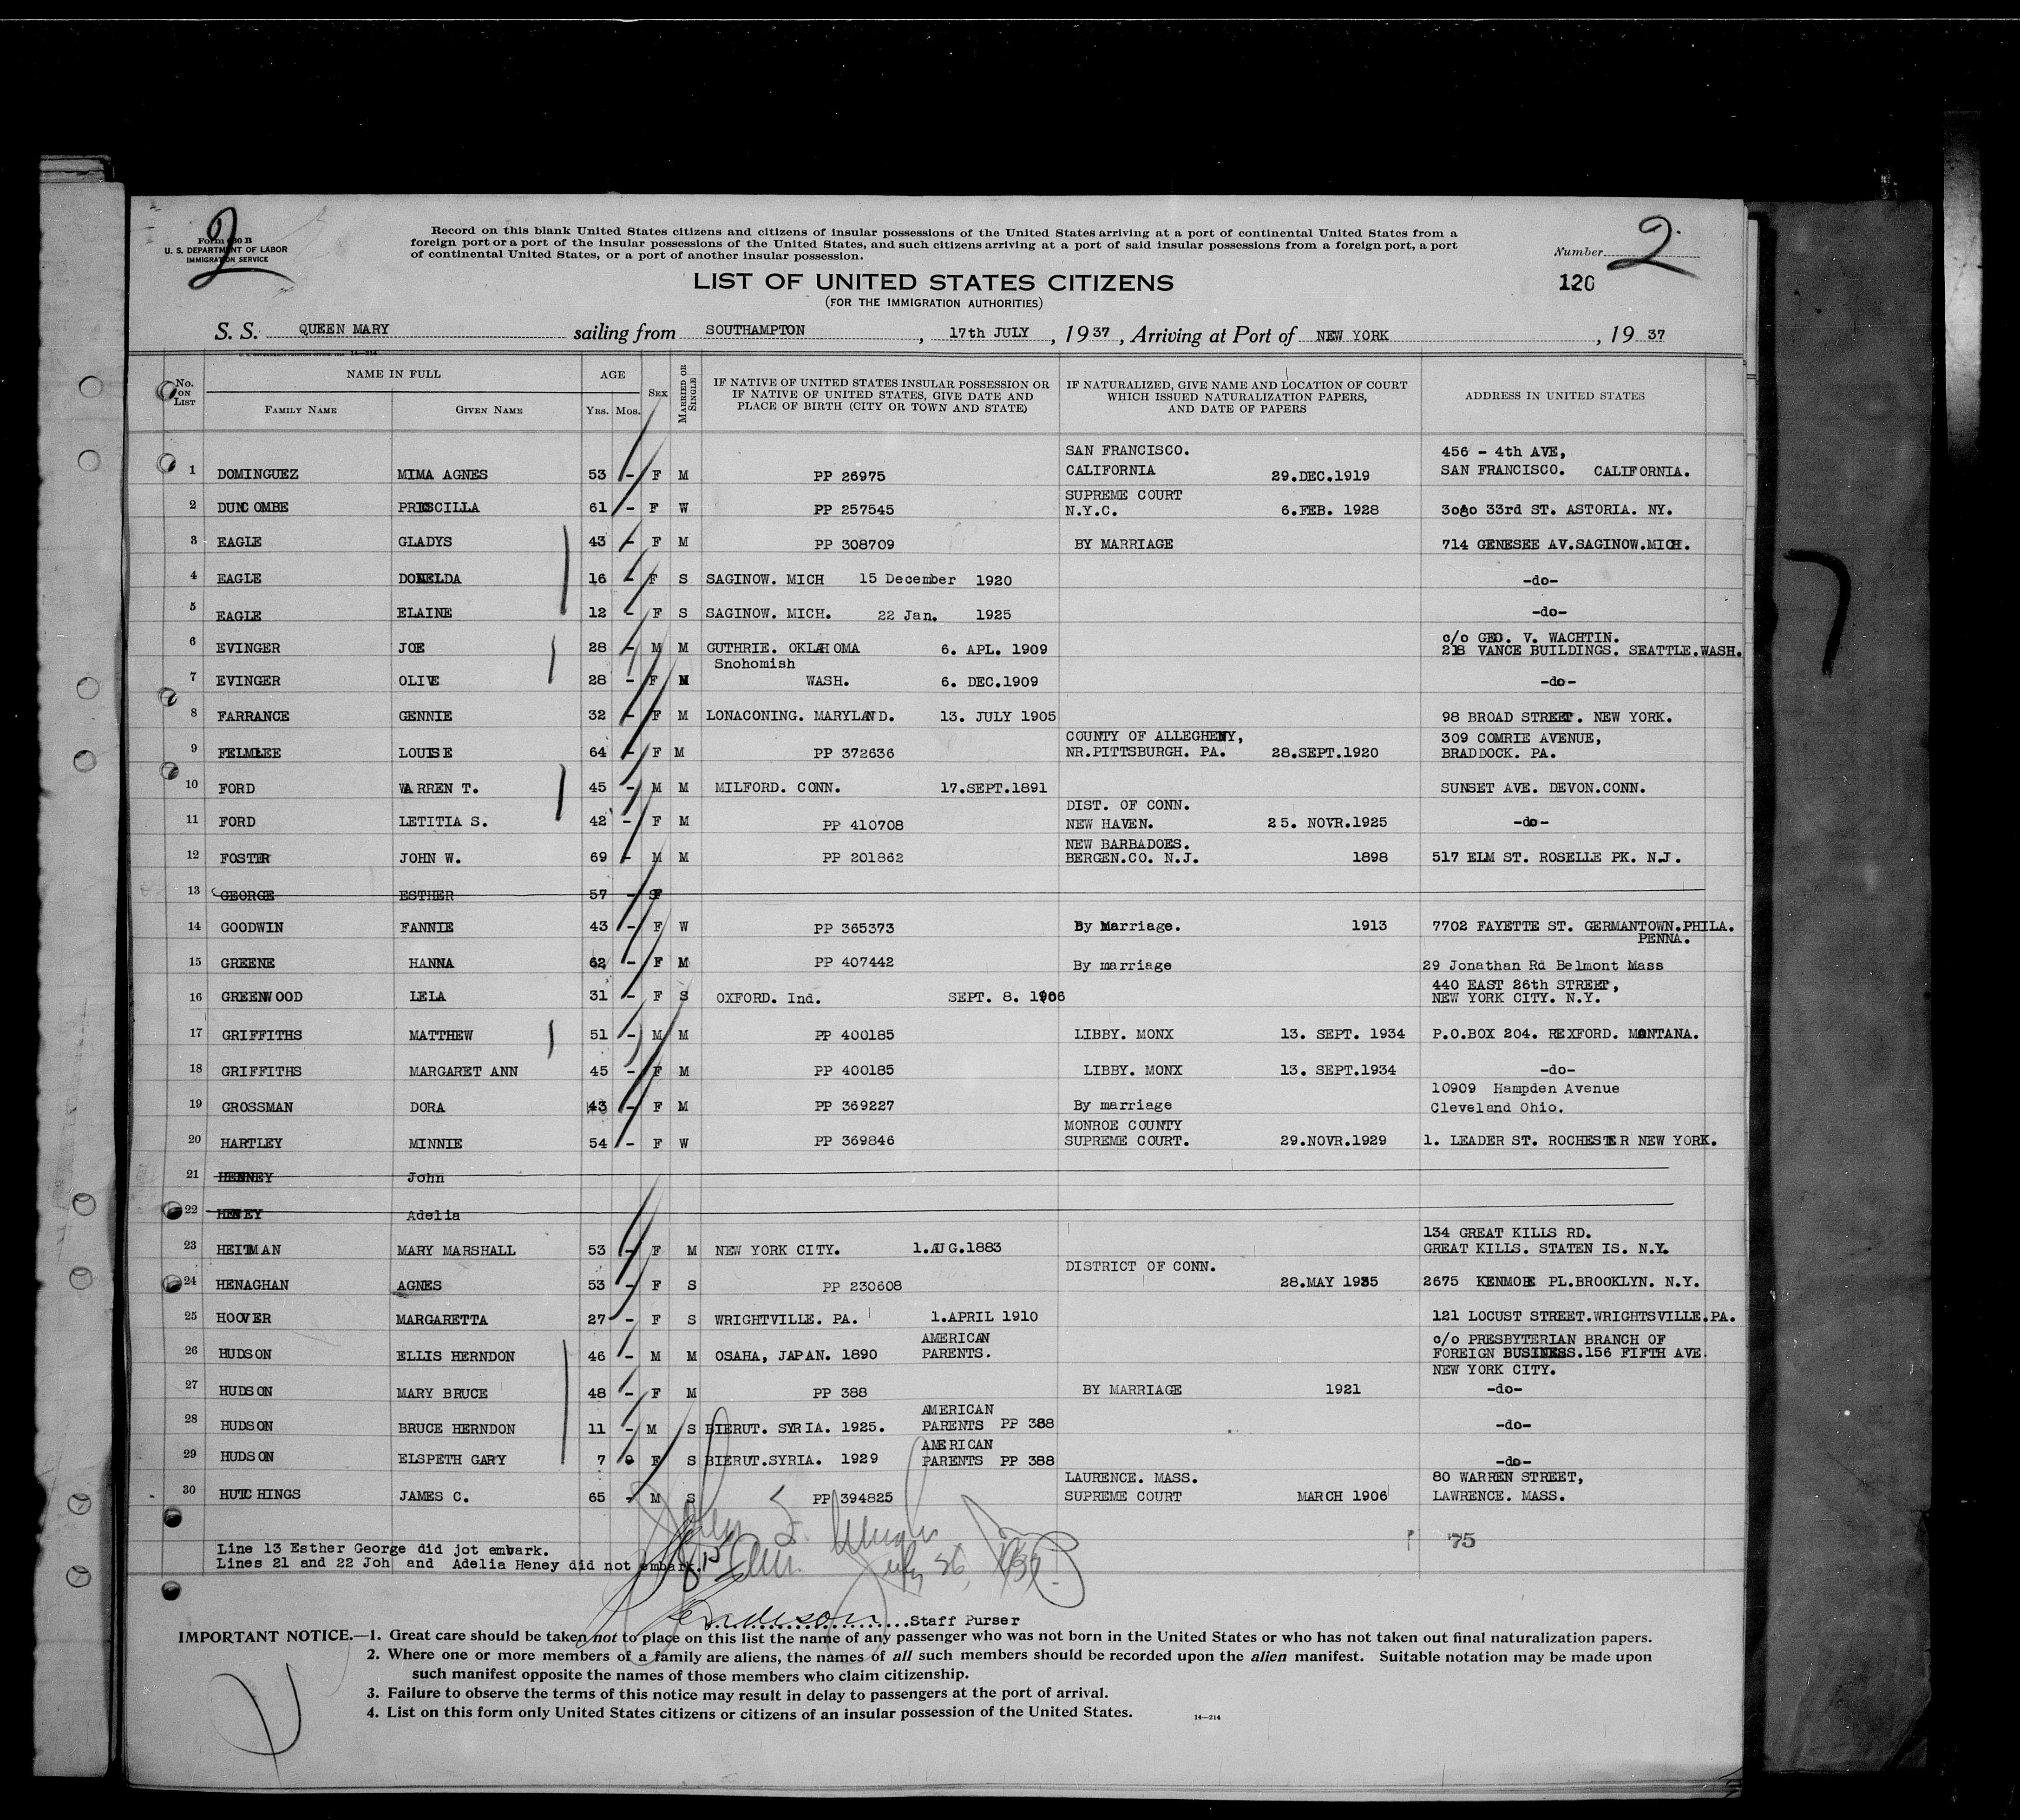 2
Form 630 B
U. S. DEPARTMENT OF LABOR
IMMIGRATION SERVICE
Record on this blank United States citizens and citizens of insular possessions of the United States arriving at a port of continental United States from a
foreign port or a port of the insular possessions of the United States, and such citizens arriving at a port of said insular possessions from a foreign port, a port
of continental United States, or a port of another insular possession.
Number 2
LIST OF UNITED STATES CITIZENS
120
(FOR THE IMMIGRATION AUTHORITIES)
S. S. QUEEN MARY sailing from SOUTHAMPTON, 17th JULY, 1937, Arriving at Port of NEW YORK, 19 37
No. on List NAME IN FULL AGE Sex Married or Single IF NATIVE OF UNITED STATES INSULAR POSSESSION OR IF NATIVE OF UNITED STATES, GIVE DATE AND PLACE OF BIRTH (CITY OR TOWN AND STATE) IF NATURALIZED, GIVE NAME AND LOCATION OF COURT WHICH ISSUED NATURALIZATION PAPERS, AND DATE OF PAPERS ADDRESS IN UNITED STATES
Family Name Given Name Yrs. Mos.
SAN FRANCISCO. 456 - 4th AVE,
1 DOMINGUEZ MIMA AGNES 53 - F M PP 26975 CALIFORNIA 29.DEC.1919 SAN FRANCISCO. CALIFORNIA.
SUPREME COURT
2 DUNCOMBE PRISCILLA 61 - F W PP 257545 N.Y.C. 6.FEB. 1928 3080 33rd ST. ASTORIA. NY.
3 EAGLE GLADYS 43 - F M PP 308709 BY MARRIAGE 714 GENESEE AV.SAGINOW.MICH.
4 EAGLE DONELDA 16 - F S SAGINOW. MICH 15 December 1920 -do-
5 EAGLE ELAINE 12 - F S SAGINOW. MICH. 22 Jan. 1925 -do-
c/o GEO. V. WACHTIN.
6 EVINGER JOE 28 - M M GUTHRIE. OKLAHOMA 6. APL. 1909 218 VANCE BUILDINGS. SEATTLE.WASH.
Snohomish
7 EVINGER OLIVE 28 - F M WASH. 6. DEC.1909 -do-
8 FARRANCE GENNIE 32 - F M LONACONING. MARYLAND. 13. JULY 1905 98 BROAD STREET. NEW YORK.
COUNTY OF ALLEGHENY, 309 COMRIE AVENUE,
9 FELMLEE LOUISE 64 - F M PP 372636 NR.PITTSBURGH. PA. 28.SEPT.1920 BRADDOCK. PA.
10 FORD WARREN T. 45 - M M MILFORD. CONN. 17.SEPT.1891 SUNSET AVE. DEVON.CONN.
DIST. OF CONN.
11 FORD LETITIA S. 42 - F M PP 410708 NEW HAVEN. 25. NOVR.1925 -do-
NEW BARBADOES.
12 FOSTER JOHN W. 69 - M M PP 201862 BERGEN.CO. N.J. 1898 517 ELM ST. ROSELLE PK. N.J.
13 GEORGE ESTHER 57 - F
14 GOODWIN FANNIE 43 - F W PP 365373 By Marriage. 1913 7702 FAYETTE ST. GERMANTOWN.PHILA.
PENNA.
15 GREENE HANNA 62 - F M PP 407442 By marriage 29 Jonathan Rd Belmont Mass
440 EAST 26th STREET,
16 GREENWOOD LELA 31 - F S OXFORD. Ind. SEPT. 8. 1906 NEW YORK CITY. N.Y.
17 GRIFFITHS MATTHEW 51 - M M PP 400185 LIBBY. MONX 13. SEPT. 1934 P.O.BOX 204. REXFORD. MONTANA.
18 GRIFFITHS MARGARET ANN 45 - F M PP 400185 LIBBY. MONX 13. SEPT.1934 -do-
10909 Hampden Avenue
19 GROSSMAN DORA 43 - F M PP 369227 By marriage Cleveland Ohio.
MONROE COUNTY
20 HARTLEY MINNIE 54 - F W PP 369846 SUPREME COURT. 29.NOVR.1929 1. LEADER ST. ROCHESTER NEW YORK.
21 HENNEY John
22 HENEY Adelia
134 GREAT KILLS RD.
23 HEITMAN MARY MARSHALL 53 - F M NEW YORK CITY. 1.AUG.1883 GREAT KILLS. STATEN IS. N.Y.
DISTRICT OF CONN.
24 HENAGHAN AGNES 53 - F S PP 230608 28.MAY 1935 2675 KENMORE PL.BROOKLYN. N.Y.
25 HOOVER MARGARETTA 27 - F S WRIGHTVILLE. PA. 1.APRIL 1910 121 LOCUST STREET.WRIGHTSVILLE.PA.
AMERICAN c/o PRESBYTERIAN BRANCH OF
26 HUDSON ELLIS HERNDON 46 - M M OSAHA, JAPAN. 1890 PARENTS. FOREIGN BUSINESS.156 FIFTH AVE.
NEW YORK CITY.
27 HUDSON MARY BRUCE 48 - F M PP 388 BY MARRIAGE 1921 -do-
AMERICAN
28 HUDSON BRUCE HERNDON 11 - M S BIERUT. SYRIA. 1925. PARENTS PP 388 -do-
AMERICAN
29 HUDSON ELSPETH GARY 7 9 F S BIERUT.SYRIA. 1929 PARENTS PP 388 -do-
LAURENCE. MASS. 80 WARREN STREET,
30 HUTCHINGS JAMES C. 65 - M S PP 394825 SUPREME COURT MARCH 1906 LAWRENCE. MASS.
75
Line 13 Esther George did jot embark.
Lines 21 and 22 Joh and Adelia Heney did not embark.
Staff Purser
IMPORTANT NOTICE.—1. Great care should be taken not to place on this list the name of any passenger who was not born in the United States or who has not taken out final naturalization papers.
2. Where one or more members of a family are aliens, the names of all such members should be recorded upon the alien manifest. Suitable notation may be made upon
such manifest opposite the names of those members who claim citizenship.
3. Failure to observe the terms of this notice may result in delay to passengers at the port of arrival.
4. List on this form only United States citizens or citizens of an insular possession of the United States.
14—214